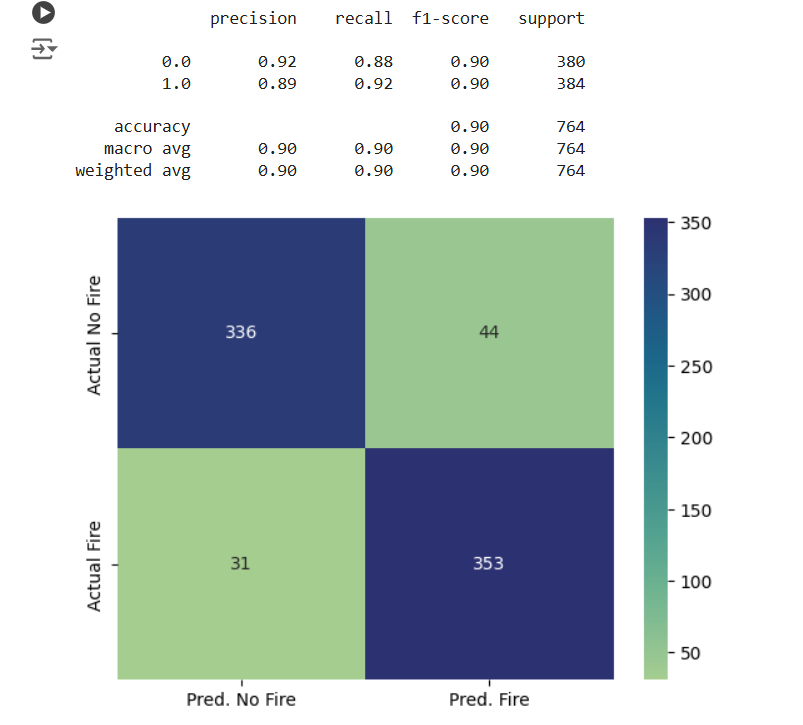 precision recall f1-score support
0.0 0.92 0.88 0.90 380
1.0 0.89 0.92 0.90 384
accuracy 0.90 764
macro avg 0.90 0.90 0.90 764
weighted avg 0.90 0.90 0.90 764
350
300
250
200
150
100
50
Actual No Fire
336 44
Actual Fire
31 353
Pred. No Fire Pred. Fire